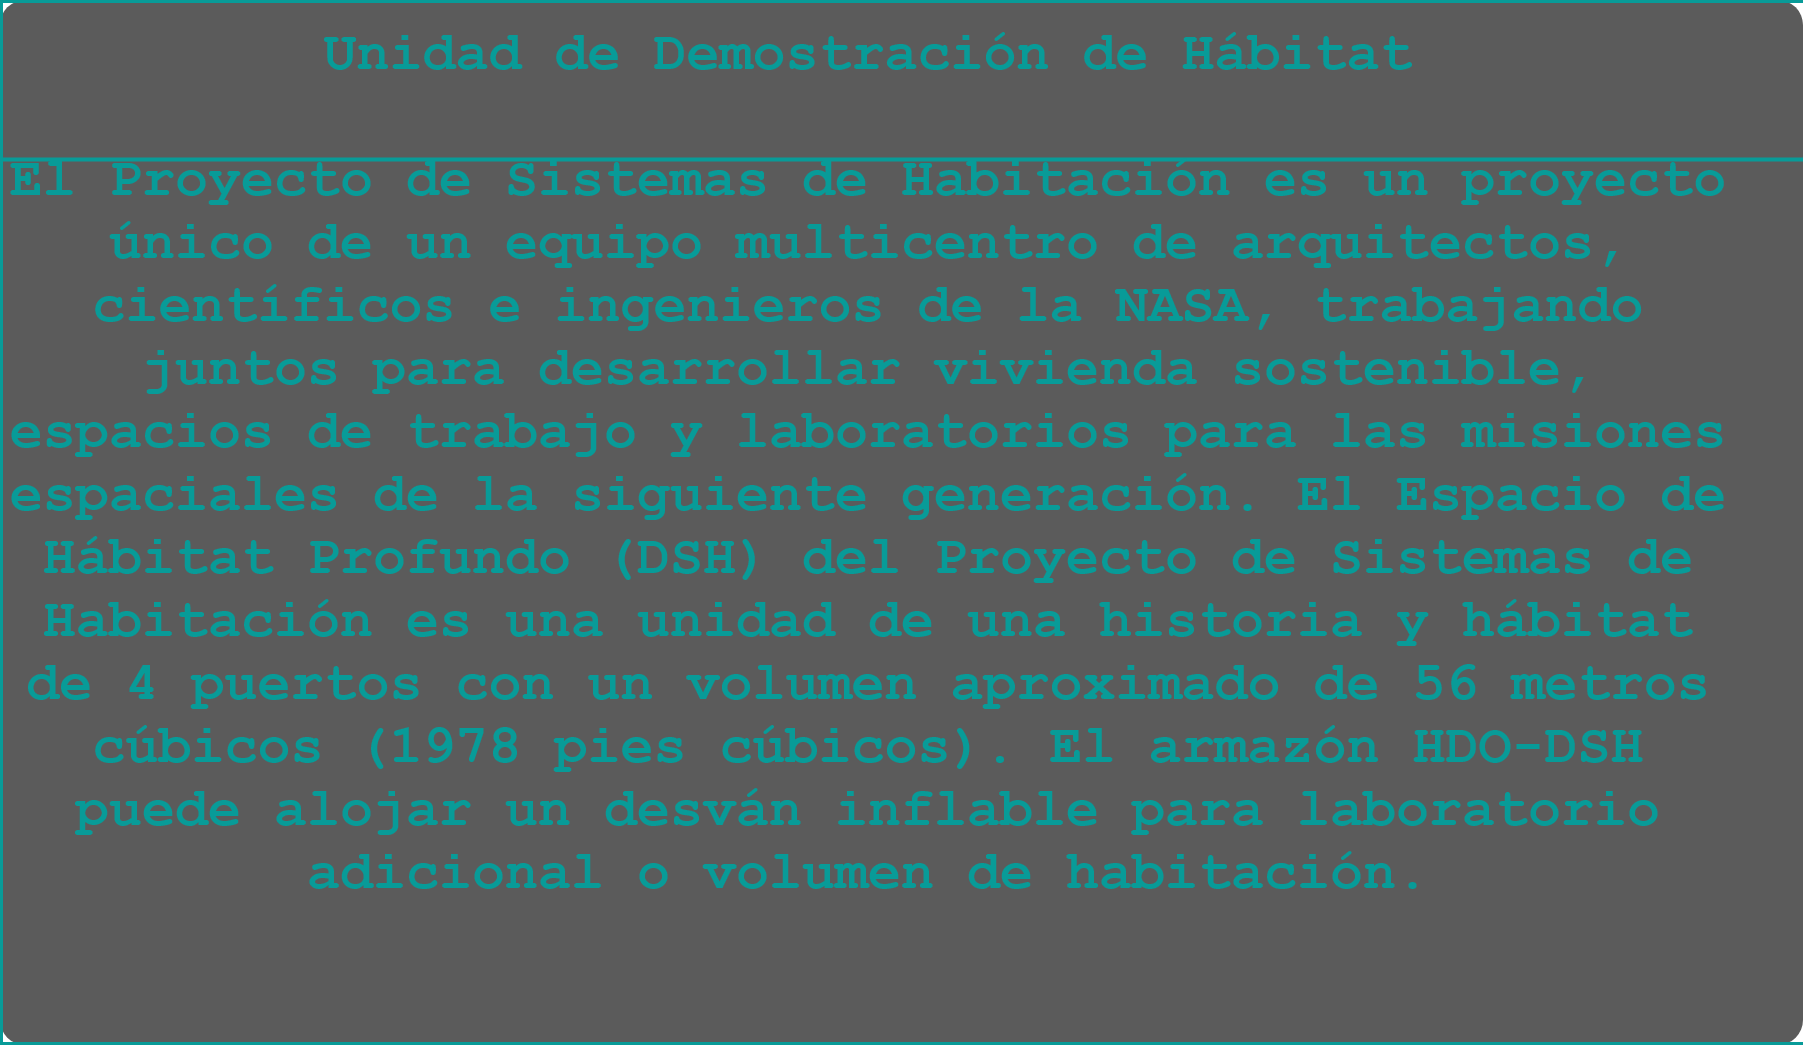 Unidad de Demostración de Hábitat
El Proyecto de Sistemas de Habitación es un proyecto
único de un equipo multicentro de arquitectos,
científicos e ingenieros de la NASA, trabajando
juntos para desarrollar vivienda sostenible,
espacios de trabajo y laboratorios para las misiones
espaciales de la siguiente generación. El Espacio de
Hábitat Profundo (DSH) del Proyecto de Sistemas de
Habitación es una unidad de una historia y hábitat
de 4 puertos con un volumen aproximado de 56 metros
cúbicos (1978 pies cúbicos). El armazón HDO-DSH
puede alojar un desván inflable para laboratorio
adicional o volumen de habitación.